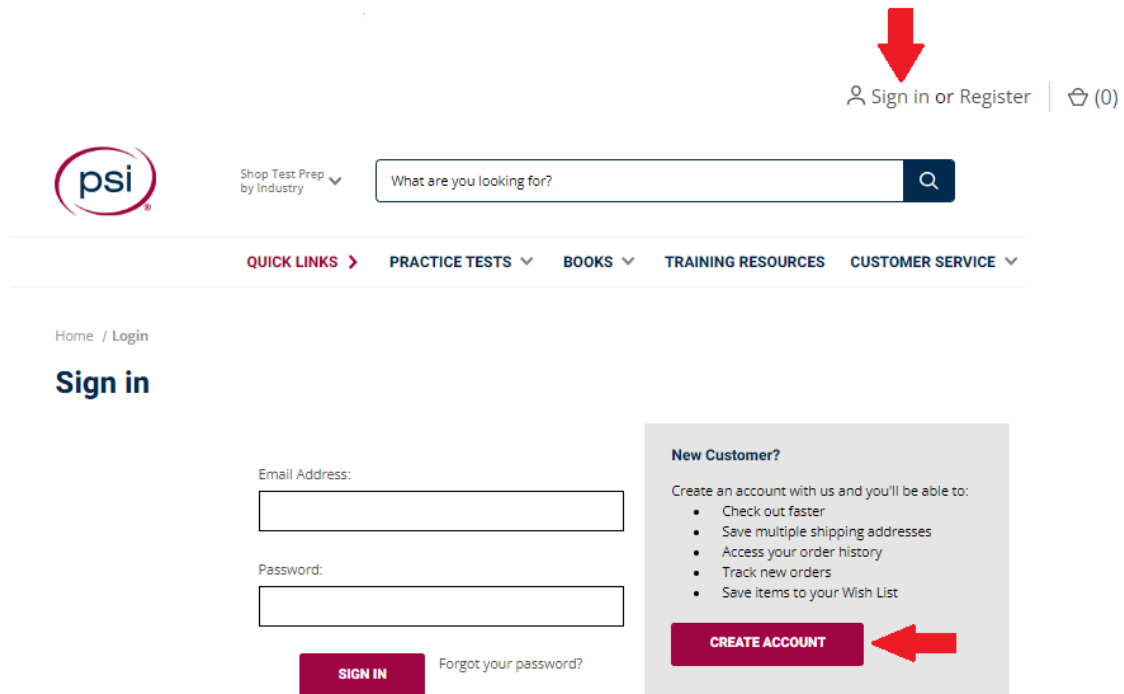 Sign in or Register (0)
psi
Shop Test Prep
by Industry
What are you looking for?
QUICK LINKS PRACTICE TESTS BOOKS TRAINING RESOURCES CUSTOMER SERVICE
Home / Login
Sign in
Email Address:
Password:
SIGN IN
Forgot your password?
New Customer?
Create an account with us and you'll be able to:
Check out faster
Save multiple shipping addresses
Access your order history
Track new orders
Save items to your Wish List
CREATE ACCOUNT